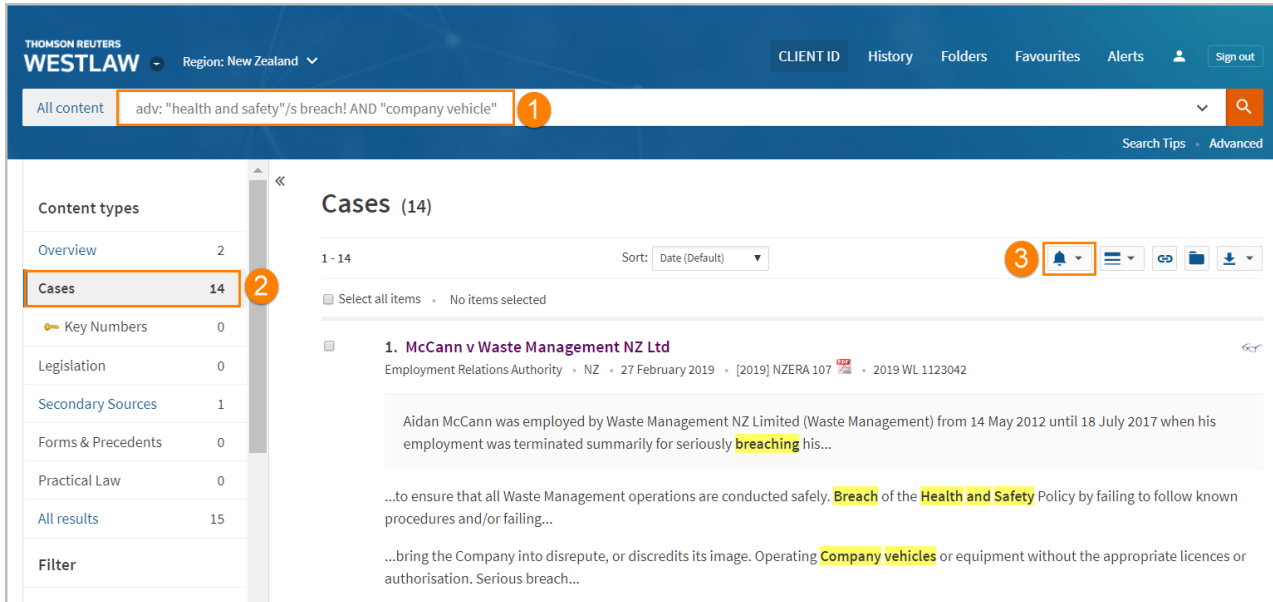 THOMSON REUTERS
WESTLAW Region: New Zealand CLIENT ID History Folders Favourites Alerts Sign out
All content adv: "health and safety"/s breach! AND "company vehicle" 1
Search Tips Advanced
Content types
Overview 2
Cases 14 2
Key Numbers 0
Legislation 0
Secondary Sources 1
Forms & Precedents 0
Practical Law 0
All results 15
Filter
Cases (14)
1 - 14 Sort: Date (Default) 3
Select all items • No items selected
1. McCann v Waste Management NZ Ltd
Employment Relations Authority • NZ • 27 February 2019 • [2019] NZERA 107 PDF • 2019 WL 1123042
Aidan McCann was employed by Waste Management NZ Limited (Waste Management) from 14 May 2012 until 18 July 2017 when his
employment was terminated summarily for seriously breaching his...
...to ensure that all Waste Management operations are conducted safely. Breach of the Health and Safety Policy by failing to follow known
procedures and/or failing...
...bring the Company into disrepute, or discredits its image. Operating Company vehicles or equipment without the appropriate licences or
authorisation. Serious breach...